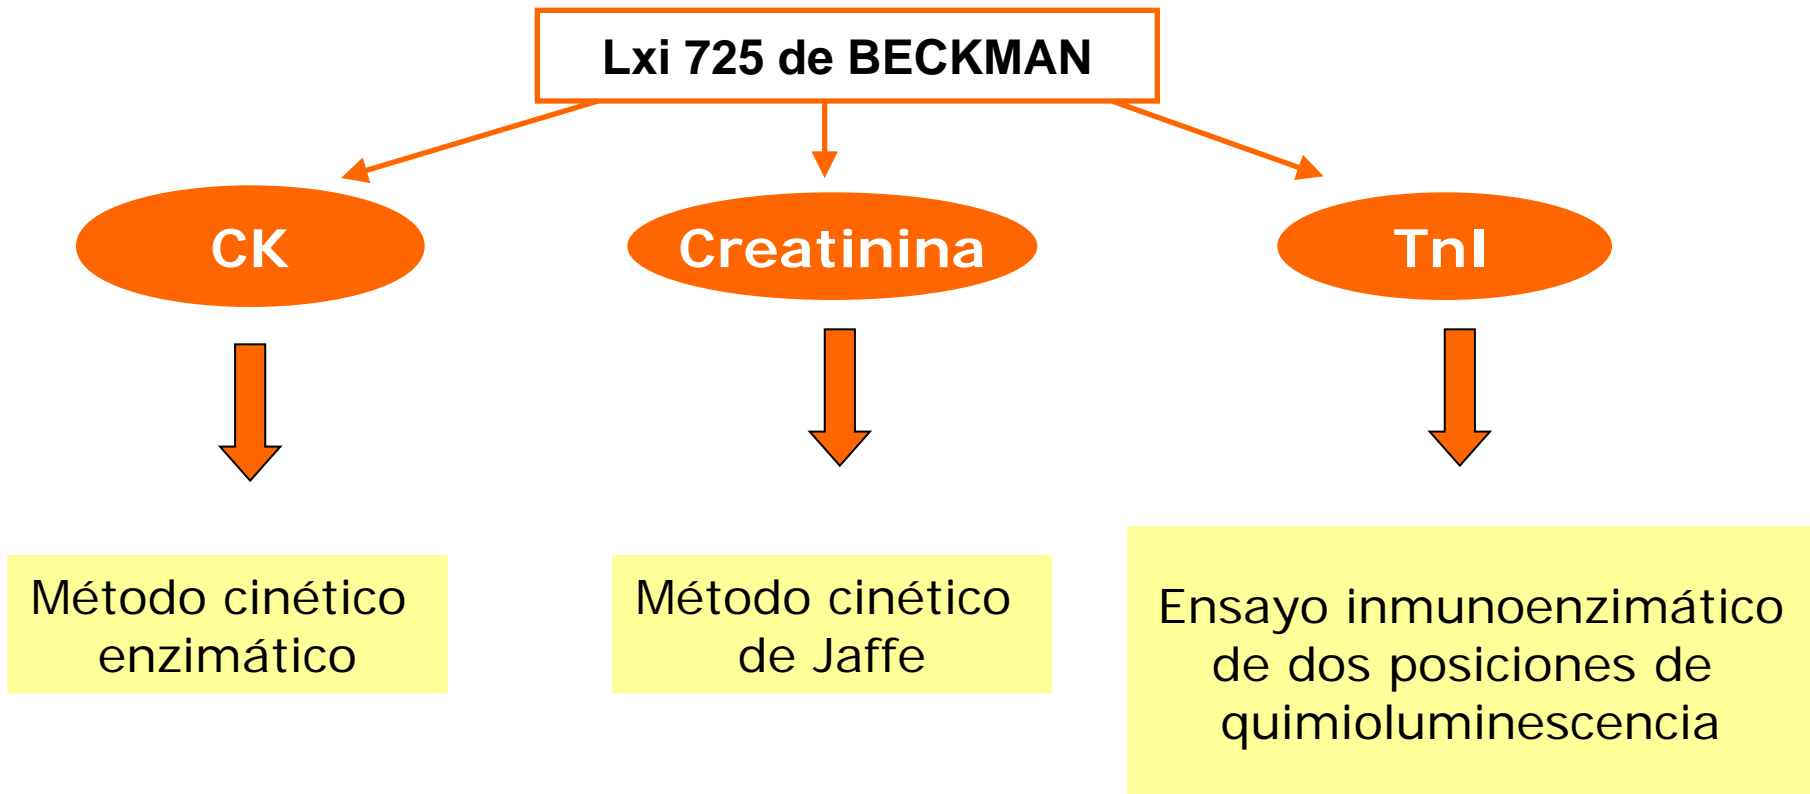 Lxi 725 de BECKMAN
CK
Creatinina
TnI
Método cinético
enzimático
Método cinético
de Jaffe
Ensayo inmunoenzimático
de dos posiciones de
quimioluminescencia